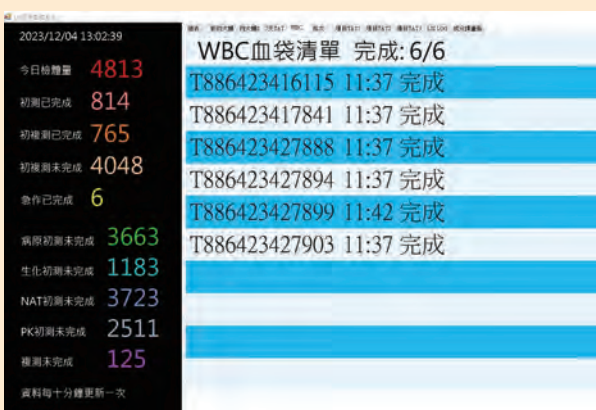 2023/12/04 13:02:39
今日檢體量 4813
初測已完成 814
初複測已完成 765
初複測未完成 4048
急作已完成 6
病原初測未完成 3663
生化初測未完成 1183
NAT初測未完成 3723
PK初測未完成 2511
複測未完成 125
資料每十分鐘更新一次
WBC血袋清單 完成: 6/6
T886423416115 11:37 完成
T886423417841 11:37 完成
T886423427888 11:37 完成
T886423427894 11:37 完成
T886423427899 11:42 完成
T886423427903 11:37 完成